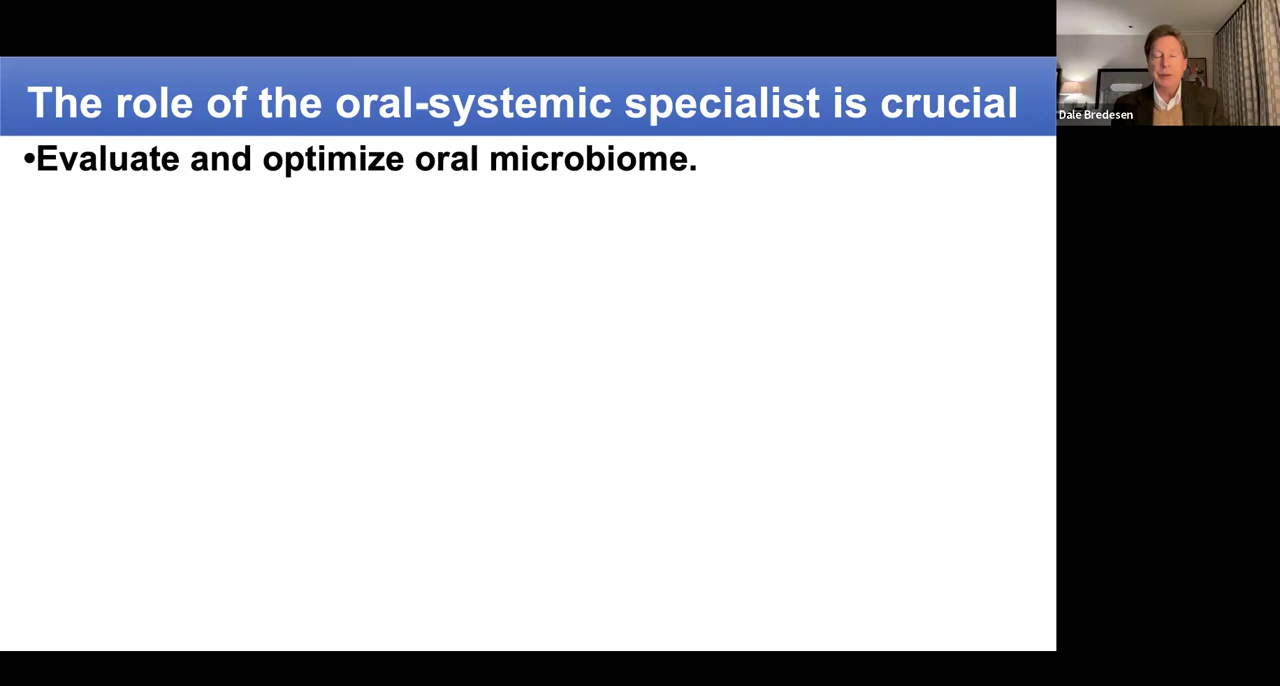 The role of the oral-systemic specialist is crucial
•Evaluate and optimize oral microbiome.
Dale Bredesen